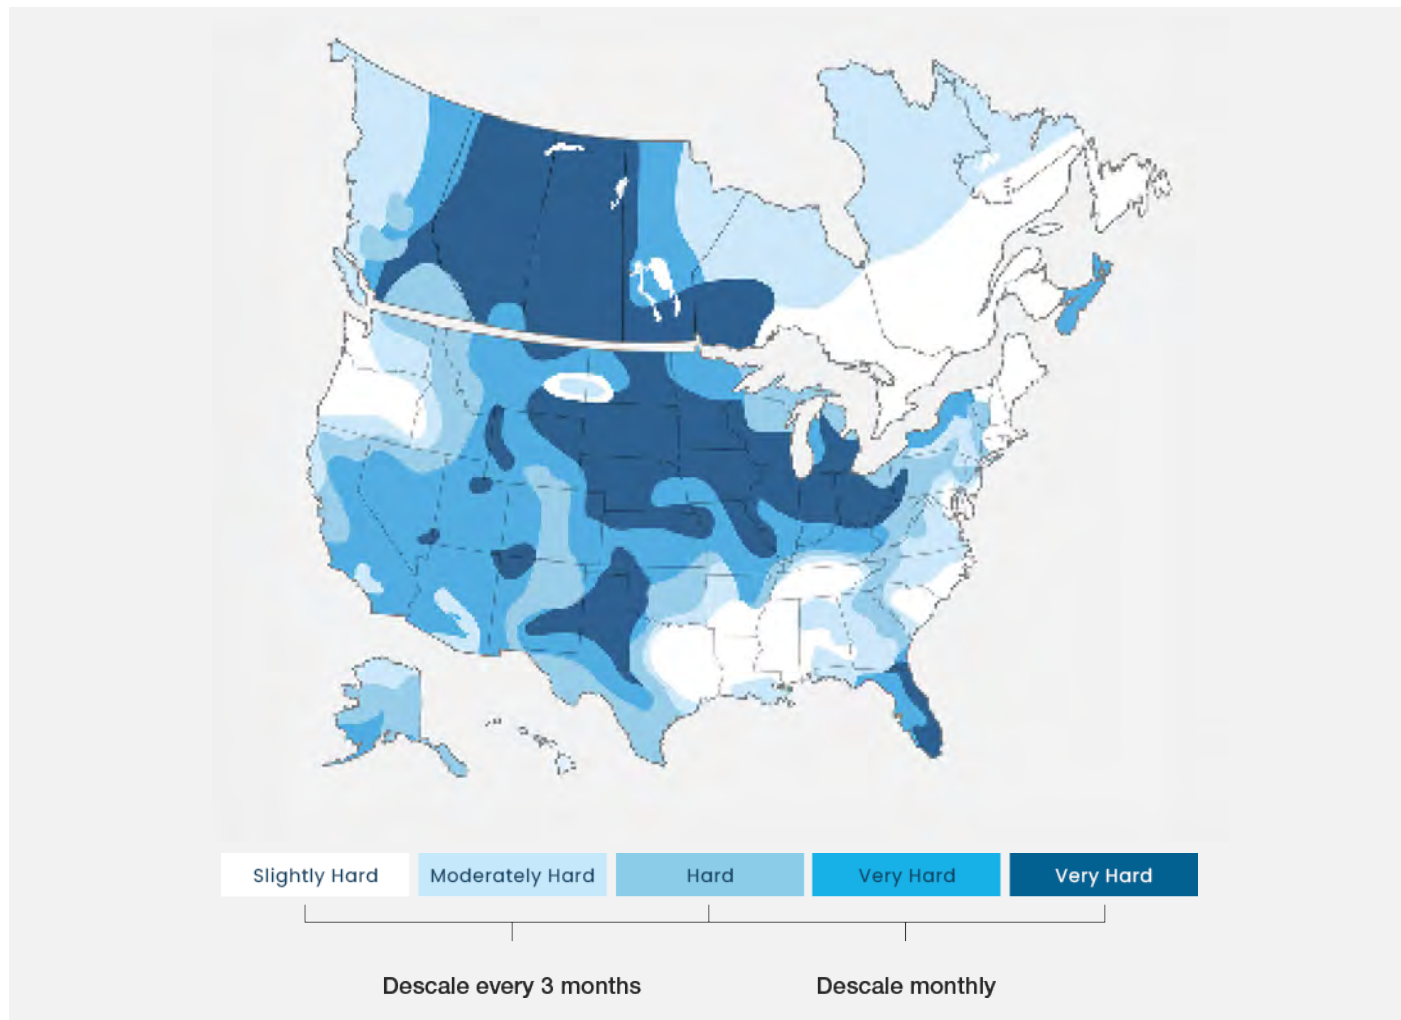 Slightly Hard
Moderately Hard
Hard
Very Hard
Very Hard
Descale every 3 months
Descale monthly